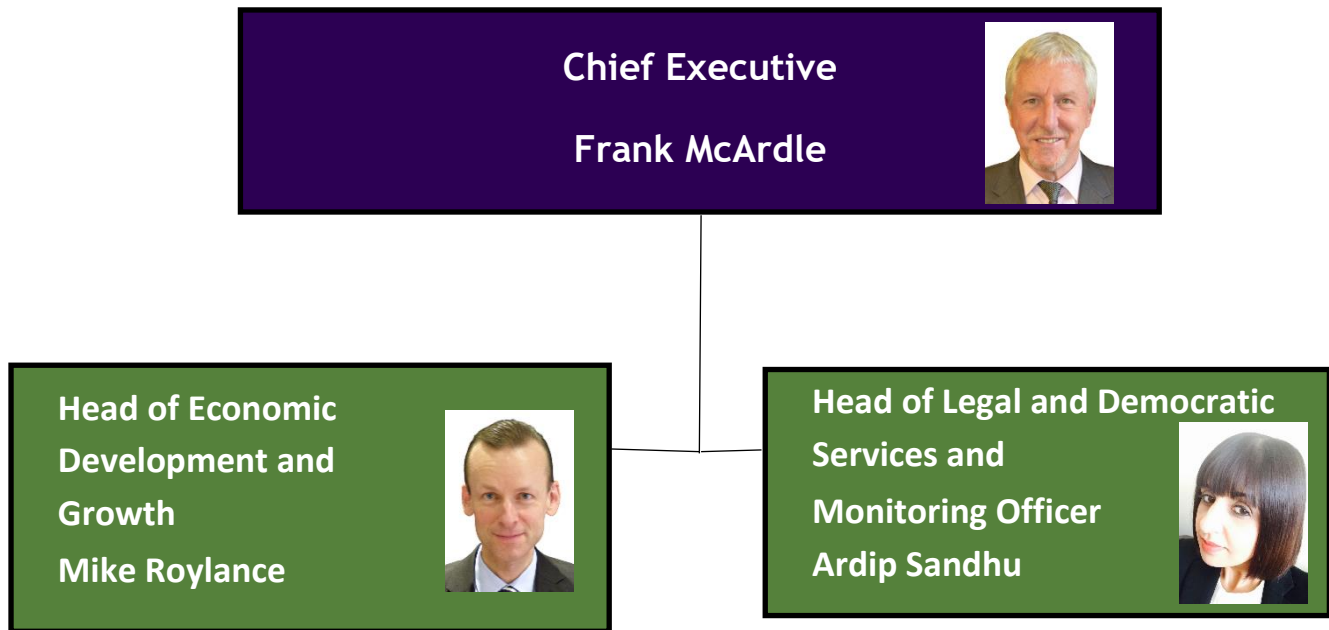 Chief Executive
Frank McArdle
Head of Economic
Development and
Growth
Mike Roylance
Head of Legal and Democratic
Services and
Monitoring Officer
Ardip Sandhu